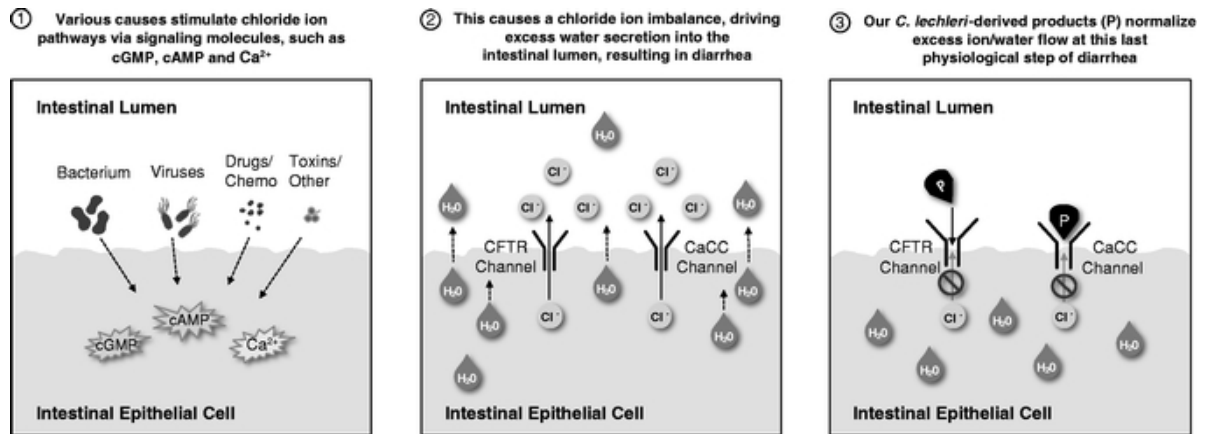 ① Various causes stimulate chloride ion
pathways via signaling molecules, such as
cGMP, cAMP and Ca²⁺
Intestinal Lumen
Bacterium
Viruses
Drugs/
Chemo
Toxins/
Other
cGMP
cAMP
Ca²⁺
Intestinal Epithelial Cell
② This causes a chloride ion imbalance, driving
excess water secretion into the
intestinal lumen, resulting in diarrhea
Intestinal Lumen
H₂O
Cl⁻
Cl⁻
H₂O
Cl⁻
Cl⁻
Cl⁻
Cl⁻
H₂O
CFTR
Channel
CaCC
Channel
H₂O
H₂O
H₂O
H₂O
Cl⁻
Cl⁻
H₂O
H₂O
Intestinal Epithelial Cell
③ Our C. lechleri-derived products (P) normalize
excess ion/water flow at this last
physiological step of diarrhea
Intestinal Lumen
P
P
CFTR
Channel
CaCC
Channel
H₂O
Cl⁻
H₂O
Cl⁻
H₂O
H₂O
H₂O
Intestinal Epithelial Cell